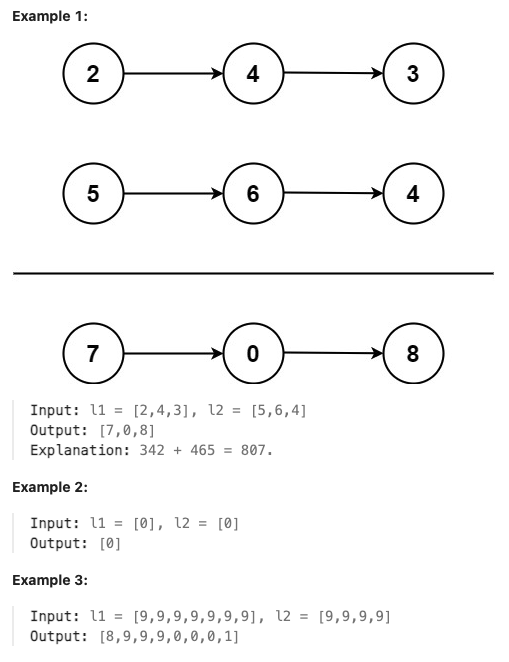 Example 1:
2 4 3
5 6 4
7 0 8
Input: l1 = [2,4,3], l2 = [5,6,4]
Output: [7,0,8]
Explanation: 342 + 465 = 807.
Example 2:
Input: l1 = [0], l2 = [0]
Output: [0]
Example 3:
Input: l1 = [9,9,9,9,9,9,9], l2 = [9,9,9,9]
Output: [8,9,9,9,0,0,0,1]